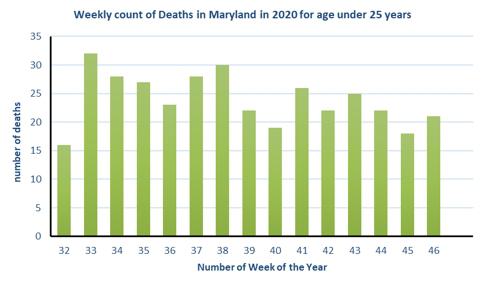 Weekly count of Deaths in Maryland in 2020 for age under 25 years
number of deaths
35
30
25
20
15
10
5
0
32 33 34 35 36 37 38 39 40 41 42 43 44 45 46
Number of Week of the Year